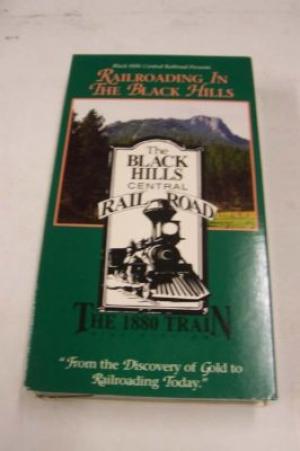 Black Hills Central Railroad Presents
RAILROADING IN
THE BLACK HILLS
The
BLACK
HILLS
CENTRAL
RAIL ROAD
THE 1880 TRAIN
"From the Discovery of Gold to
Railroading Today."